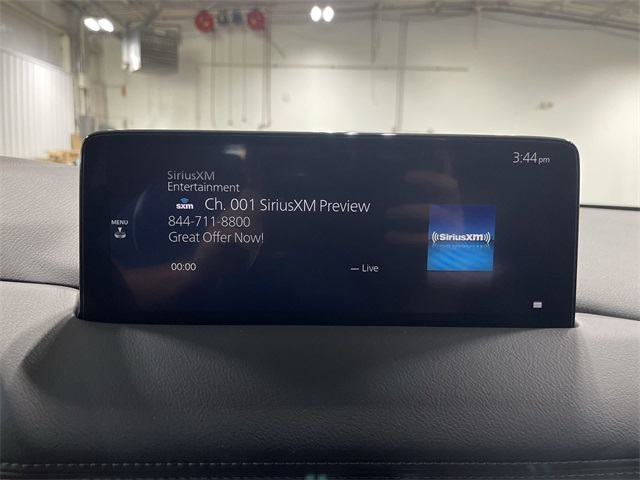 3:44 pm
SiriusXM
Entertainment
sxm Ch. 001 SiriusXM Preview
MENU
844-711-8800
Great Offer Now!
((SiriusXM))
00:00
— Live